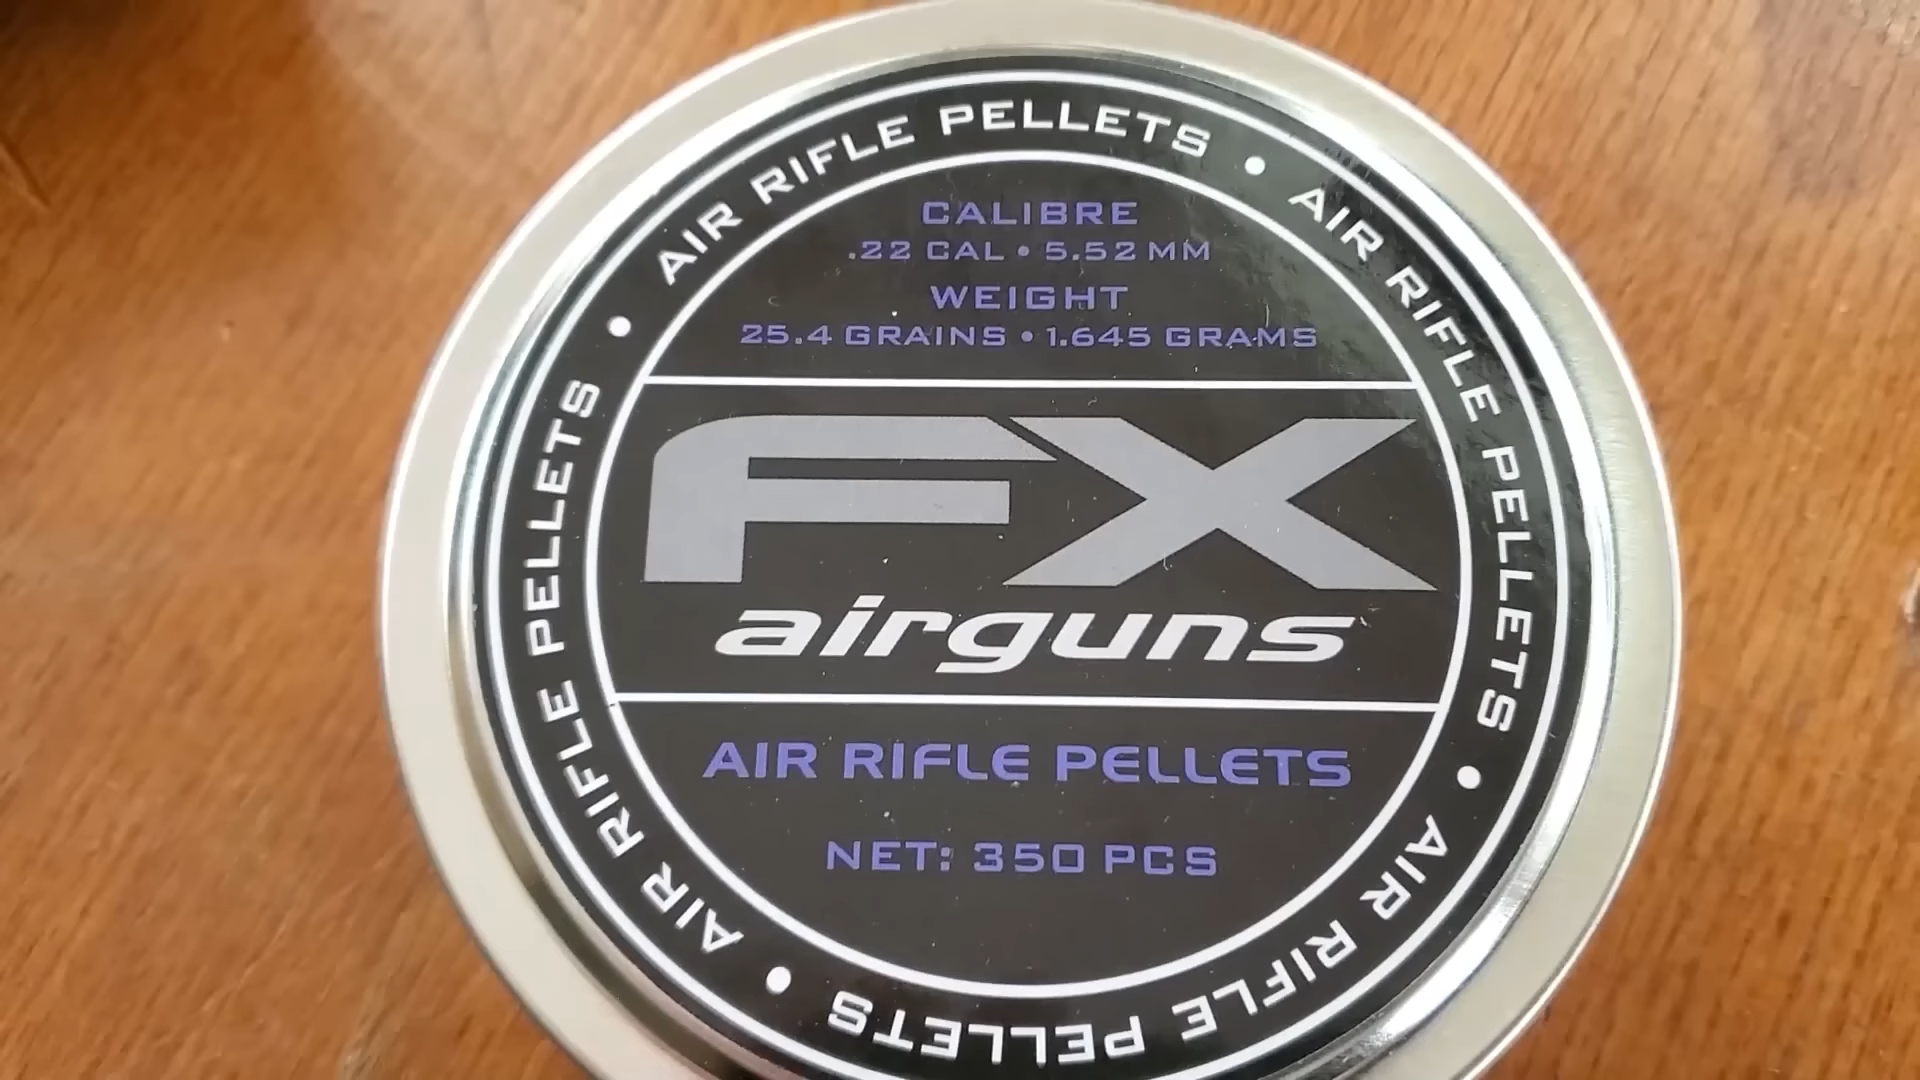 AIR RIFLE PELLETS • AIR RIFLE PELLETS • AIR RIFLE PELLETS • AIR RIFLE PELLETS •
CALIBRE
.22 CAL • 5.52 MM
WEIGHT
25.4 GRAINS • 1.645 GRAMS
FX
airguns
AIR RIFLE PELLETS
NET: 350 PCS